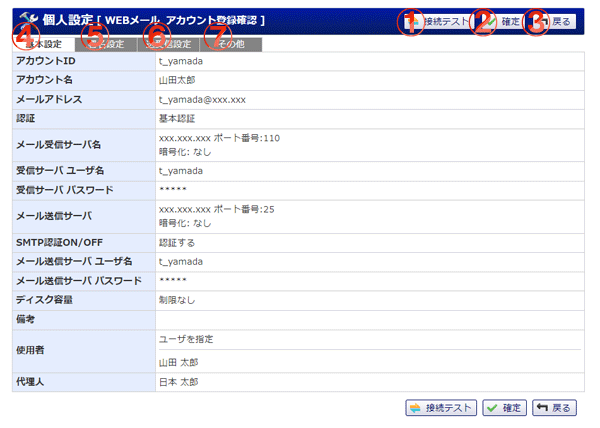 個人設定 [ WEBメール アカウント登録確認 ]
① 接続テスト ② 確定 ③ 戻る
④ 基本設定 ⑤ 設定 ⑥ 受信設定 ⑦ その他
アカウントID t_yamada
アカウント名 山田太郎
メールアドレス t_yamada@xxx.xxx
認証 基本認証
メール受信サーバ名 xxx.xxx.xxx ポート番号:110
暗号化: なし
受信サーバ ユーザ名 t_yamada
受信サーバ パスワード *****
メール送信サーバ xxx.xxx.xxx ポート番号:25
暗号化: なし
SMTP認証ON/OFF 認証する
メール送信サーバ ユーザ名 t_yamada
メール送信サーバ パスワード *****
ディスク容量 制限なし
備考
使用者 ユーザを指定
山田 太郎
代理人 日本 太郎
接続テスト 確定 戻る